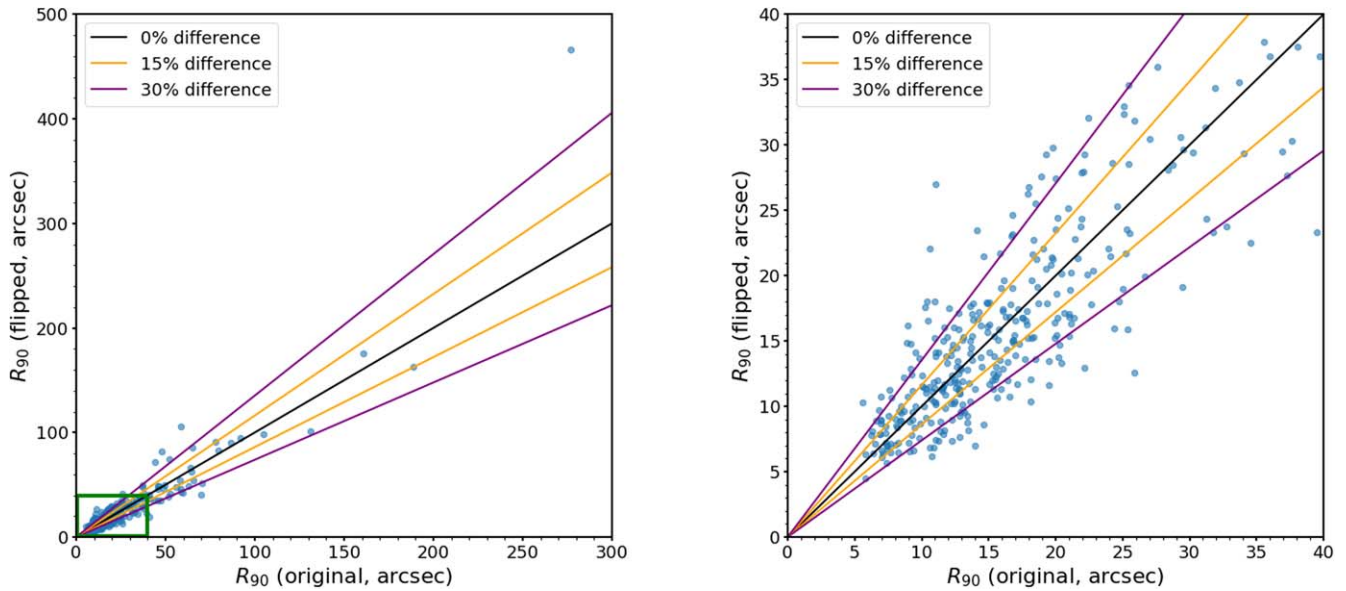 500
400
300
200
100
0
0% difference
15% difference
30% difference
0 50 100 150 200 250 300
R90 (original, arcsec)
R90 (flipped, arcsec)
40
35
30
25
20
15
10
5
0
0% difference
15% difference
30% difference
0 5 10 15 20 25 30 35 40
R90 (original, arcsec)
R90 (flipped, arcsec)